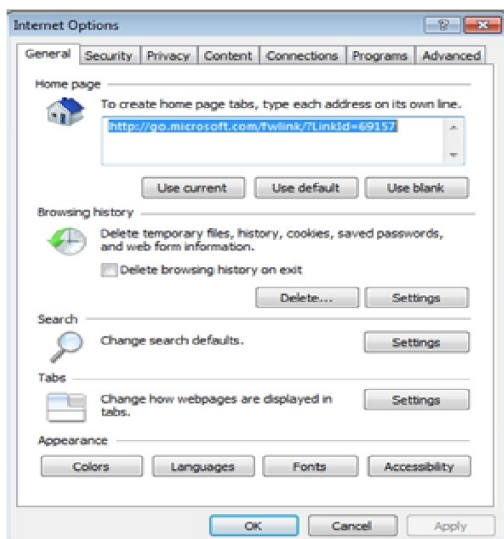 Internet Options
General Security Privacy Content Connections Programs Advanced
Home page
To create home page tabs, type each address on its own line.
http://go.microsoft.com/fwlink/?LinkId=69157
Use current Use default Use blank
Browsing history
Delete temporary files, history, cookies, saved passwords,
and web form information.
Delete browsing history on exit
Delete... Settings
Search
Change search defaults. Settings
Tabs
Change how webpages are displayed in Settings
tabs.
Appearance
Colors Languages Fonts Accessibility
OK Cancel Apply